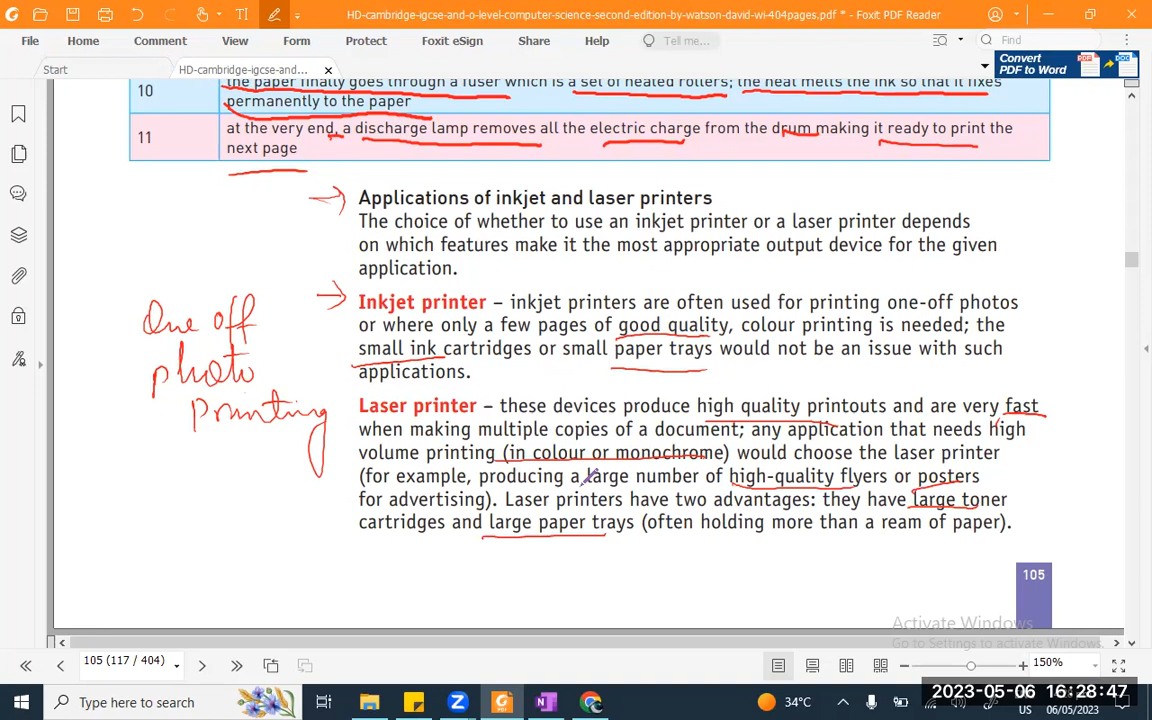 HD-cambridge-igcse-and-o-level-computer-science-second-edition-by-watson-david-wi-404pages.pdf * - Foxit PDF Reader
File Home Comment View Form Protect Foxit eSign Share Help Tell me... Find
Start HD-cambridge-igcse-and-o-... ×
Convert
PDF to Word
10
the paper finally goes through a fuser which is a set of heated rollers; the heat melts the ink so that it fixes
permanently to the paper
11
at the very end, a discharge lamp removes all the electric charge from the drum making it ready to print the
next page
Applications of inkjet and laser printers
The choice of whether to use an inkjet printer or a laser printer depends
on which features make it the most appropriate output device for the given
application.
One off
photo
printing
Inkjet printer – inkjet printers are often used for printing one-off photos
or where only a few pages of good quality, colour printing is needed; the
small ink cartridges or small paper trays would not be an issue with such
applications.
Laser printer – these devices produce high quality printouts and are very fast
when making multiple copies of a document; any application that needs high
volume printing (in colour or monochrome) would choose the laser printer
(for example, producing a large number of high-quality flyers or posters
for advertising). Laser printers have two advantages: they have large toner
cartridges and large paper trays (often holding more than a ream of paper).
105
Activate Windows
Go to Settings to activate Windows.
105 (117 / 404) 150%
Type here to search 34°C 2023-05-06 16:28:47
US 06/05/2023